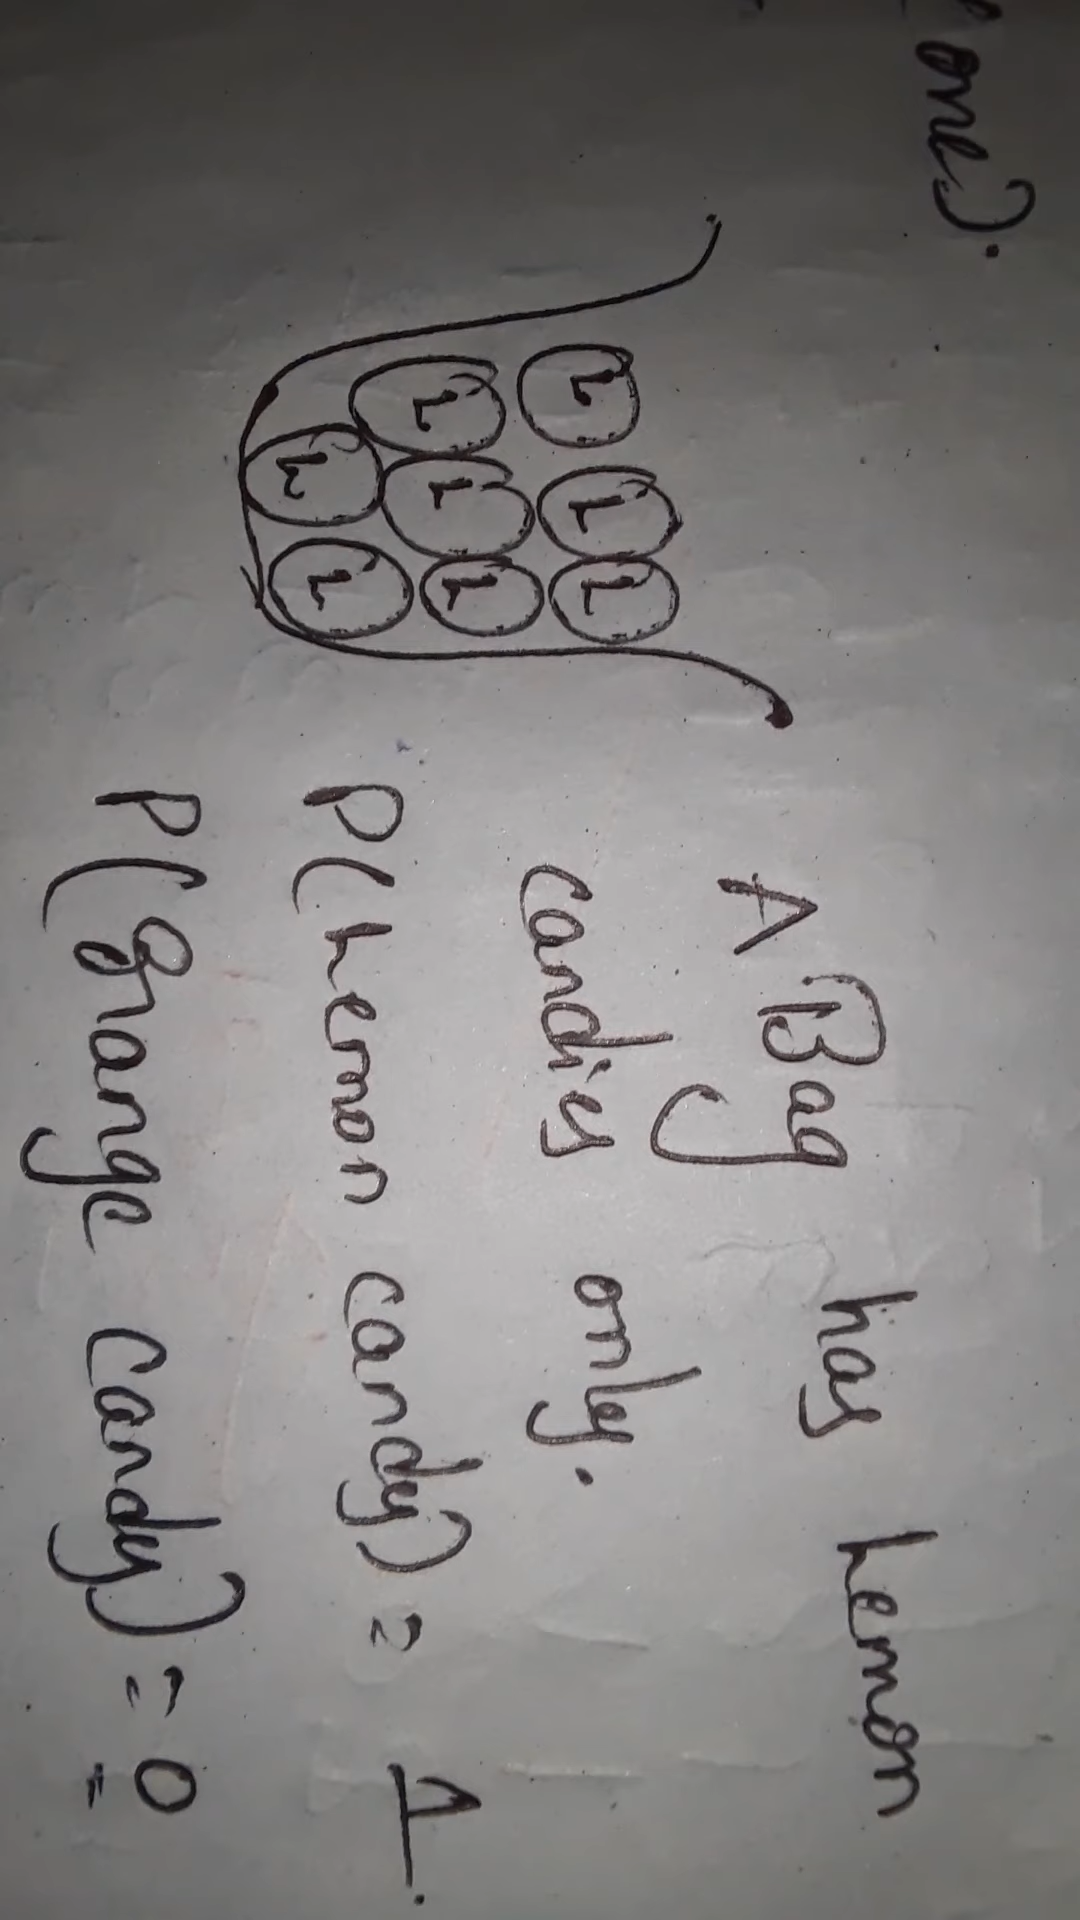 one).
L L L
L L L
L L
A Bag has Lemon
candies only.
P(Lemon candy) = 1.
P(Orange candy) = 0